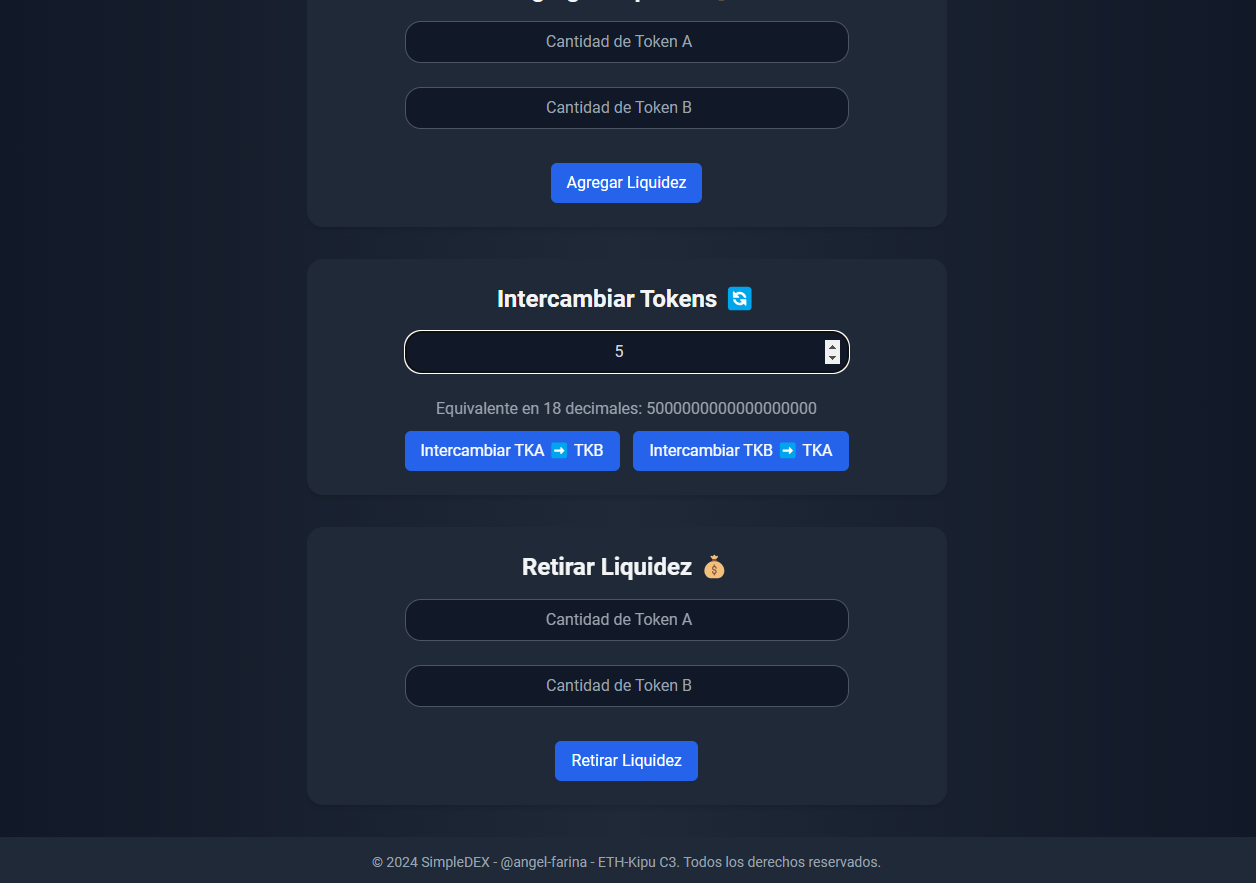 Cantidad de Token A
Cantidad de Token B
Agregar Liquidez
Intercambiar Tokens 🔄
5
Equivalente en 18 decimales: 5000000000000000000
Intercambiar TKA ➡️ TKB
Intercambiar TKB ➡️ TKA
Retirar Liquidez 💰
Cantidad de Token A
Cantidad de Token B
Retirar Liquidez
© 2024 SimpleDEX - @angel-farina - ETH-Kipu C3. Todos los derechos reservados.